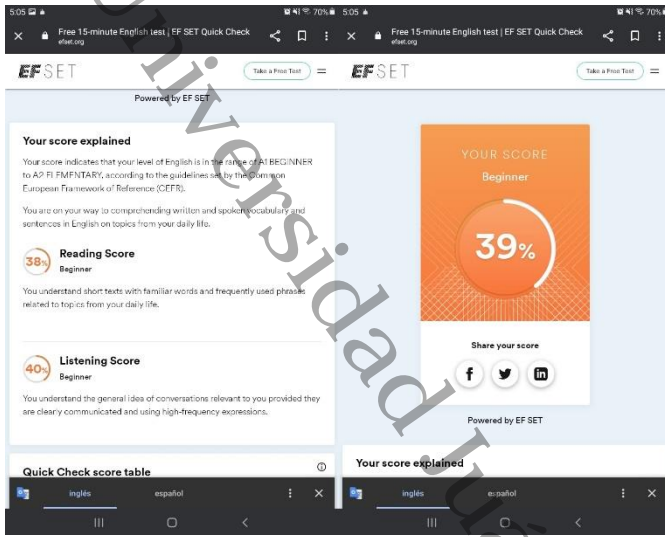 5:05 70%
Free 15-minute English test | EF SET Quick Check
efset.org
EF SET
Take a Free Test
Powered by EF SET
Your score explained
Your score indicates that your level of English is in the range of A1 BEGINNER
to A2 ELEMENTARY, according to the guidelines set by the Common
European Framework of Reference (CEFR).
You are on your way to comprehending written and spoken vocabulary and
sentences in English on topics from your daily life.
38%
Reading Score
Beginner
You understand short texts with familiar words and frequently used phrases
related to topics from your daily life.
40%
Listening Score
Beginner
You understand the general idea of conversations relevant to you provided they
are clearly communicated and using high-frequency expressions.
Quick Check score table
inglés español
5:05 70%
Free 15-minute English test | EF SET Quick Check
efset.org
EF SET
Take a Free Test
YOUR SCORE
Beginner
39%
Share your score
Powered by EF SET
Your score explained
inglés español
Universidad